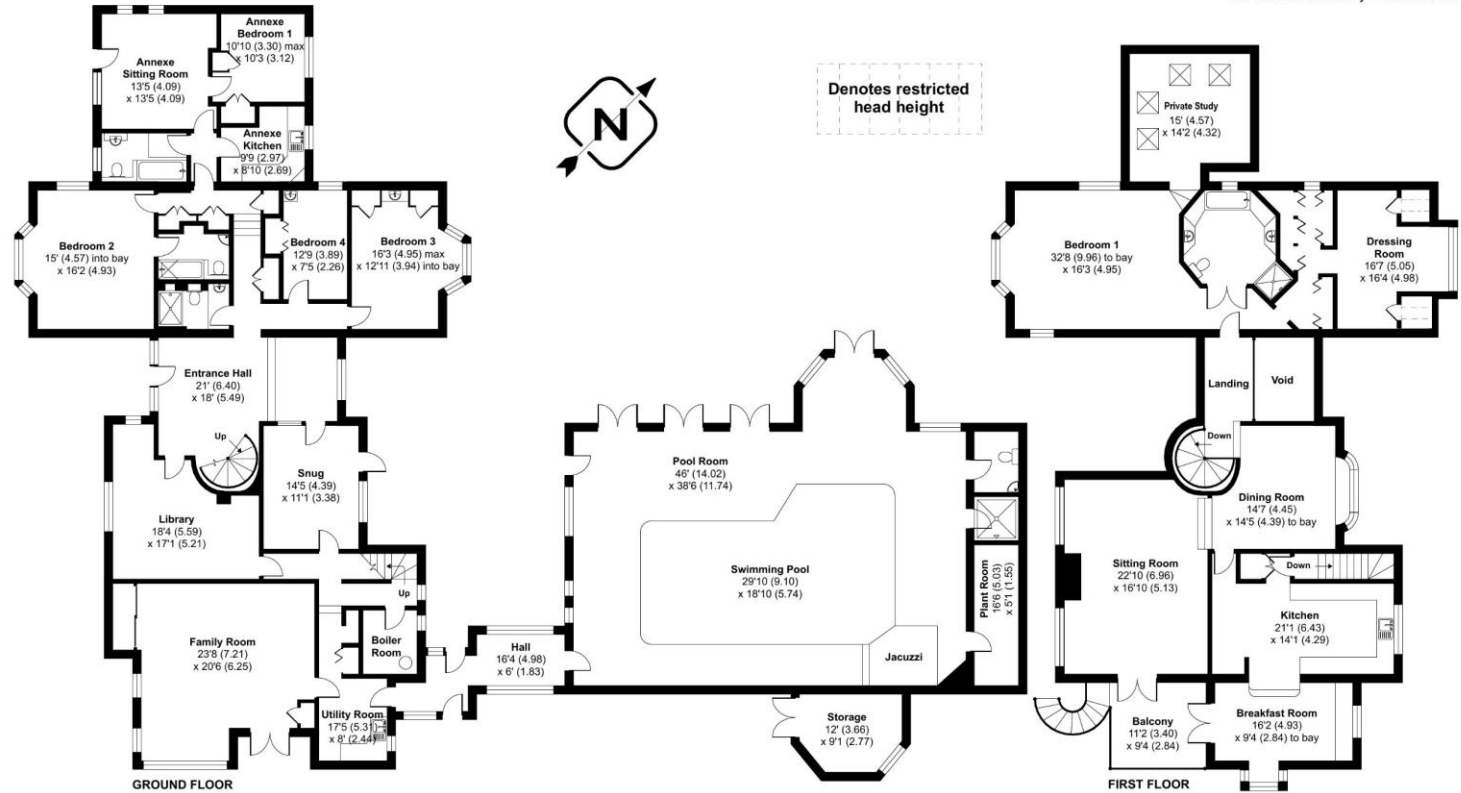 Annexe
Bedroom 1
10'10 (3.30) max
x 10'3 (3.12)
Annexe
Sitting Room
13'5 (4.09)
x 13'5 (4.09)
Annexe
Kitchen
9'9 (2.97)
x 8'10 (2.69)
Bedroom 2
15' (4.57) into bay
x 16'2 (4.93)
Bedroom 4
12'9 (3.89)
x 7'5 (2.26)
Bedroom 3
16'3 (4.95) max
x 12'11 (3.94) into bay
Entrance Hall
21' (6.40)
x 18' (5.49)
Up
Snug
14'5 (4.39)
x 11'1 (3.38)
Library
18'4 (5.59)
x 17'1 (5.21)
Up
Family Room
23'8 (7.21)
x 20'6 (6.25)
Boiler
Room
Utility Room
17'5 (5.31)
x 8' (2.44)
Hall
16'4 (4.98)
x 6' (1.83)
GROUND FLOOR
N
Denotes restricted
head height
Pool Room
46' (14.02)
x 38'6 (11.74)
Swimming Pool
29'10 (9.10)
x 18'10 (5.74)
Jacuzzi
Plant Room
16'6 (5.03)
x 5'1 (1.55)
Storage
12' (3.66)
x 9'1 (2.77)
Private Study
15' (4.57)
x 14'2 (4.32)
Bedroom 1
32'8 (9.96) to bay
x 16'3 (4.95)
Dressing
Room
16'7 (5.05)
x 16'4 (4.98)
Landing
Void
Down
Dining Room
14'7 (4.45)
x 14'5 (4.39) to bay
Sitting Room
22'10 (6.96)
x 16'10 (5.13)
Down
Kitchen
21'1 (6.43)
x 14'1 (4.29)
Balcony
11'2 (3.40)
x 9'4 (2.84)
Breakfast Room
16'2 (4.93)
x 9'4 (2.84) to bay
FIRST FLOOR